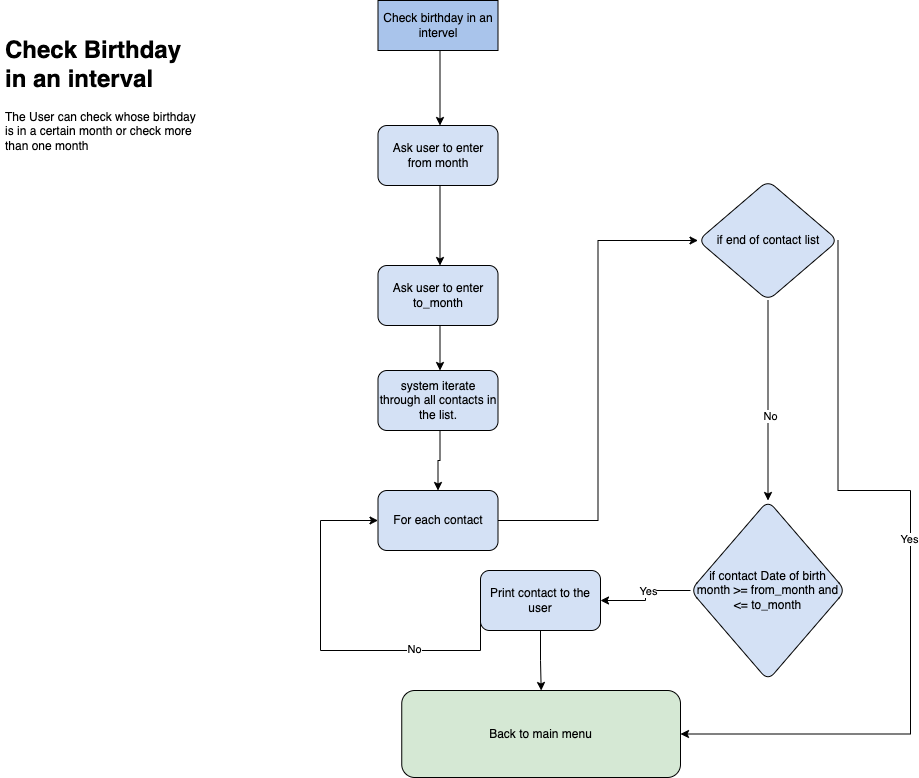 Check Birthday
in an interval
The User can check whose birthday
is in a certain month or check more
than one month
Check birthday in an
intervel
Ask user to enter
from month
Ask user to enter
to_month
system iterate
through all contacts in
the list.
For each contact
if end of contact list
No
Yes
if contact Date of birth
month >= from_month and
<= to_month
Yes
Print contact to the
user
No
Back to main menu